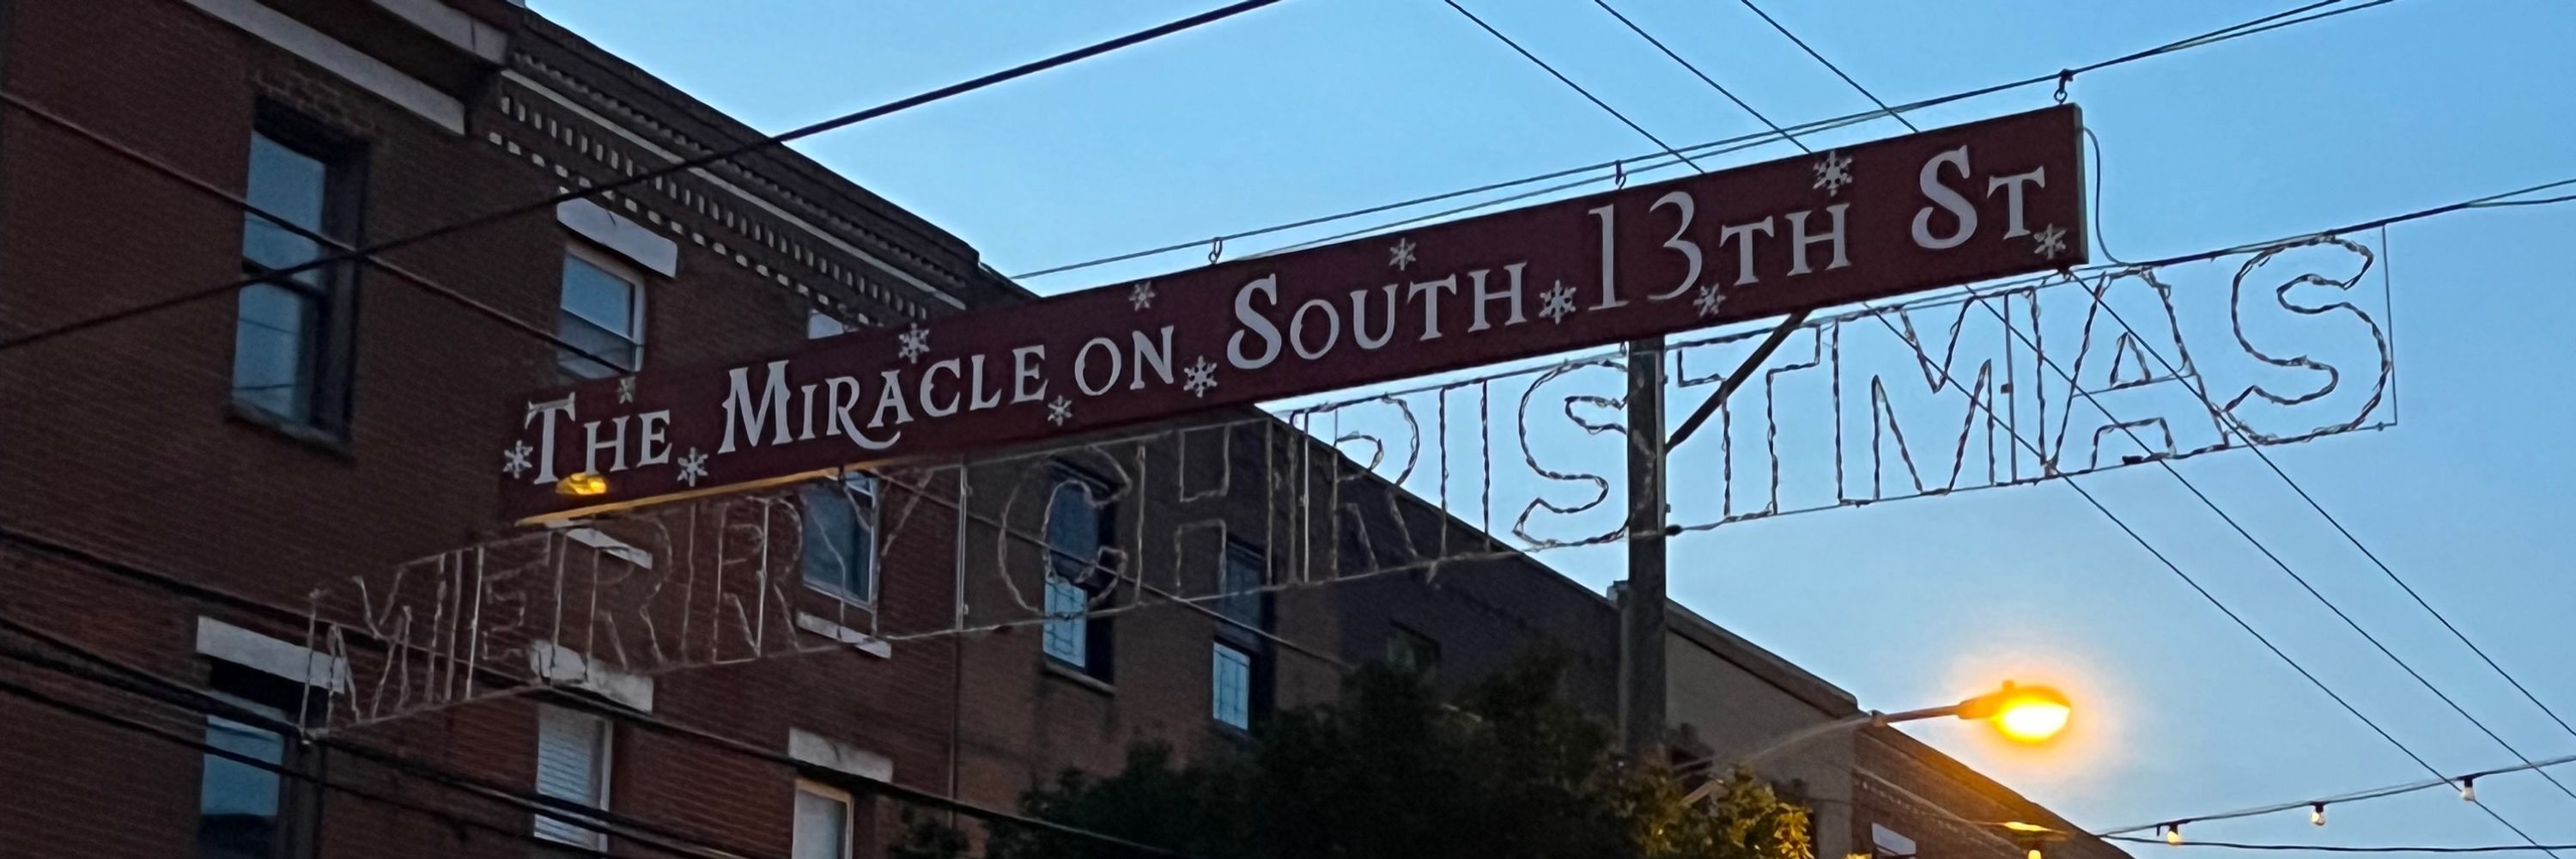 The Miracle on South 13th St
MERRY CHRISTMAS